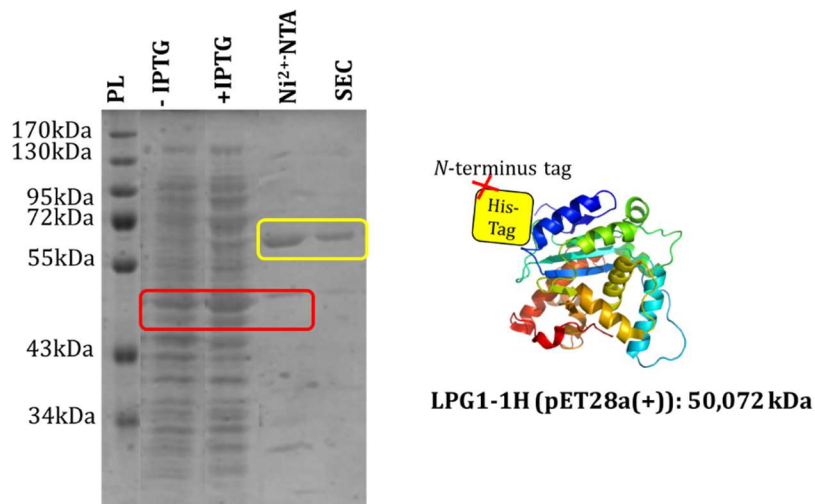 PL
- IPTG
+IPTG
Ni2+-NTA
SEC
170kDa
130kDa
95kDa
72kDa
55kDa
43kDa
34kDa
N-terminus tag
His-
Tag
LPG1-1H (pET28a(+)): 50,072 kDa